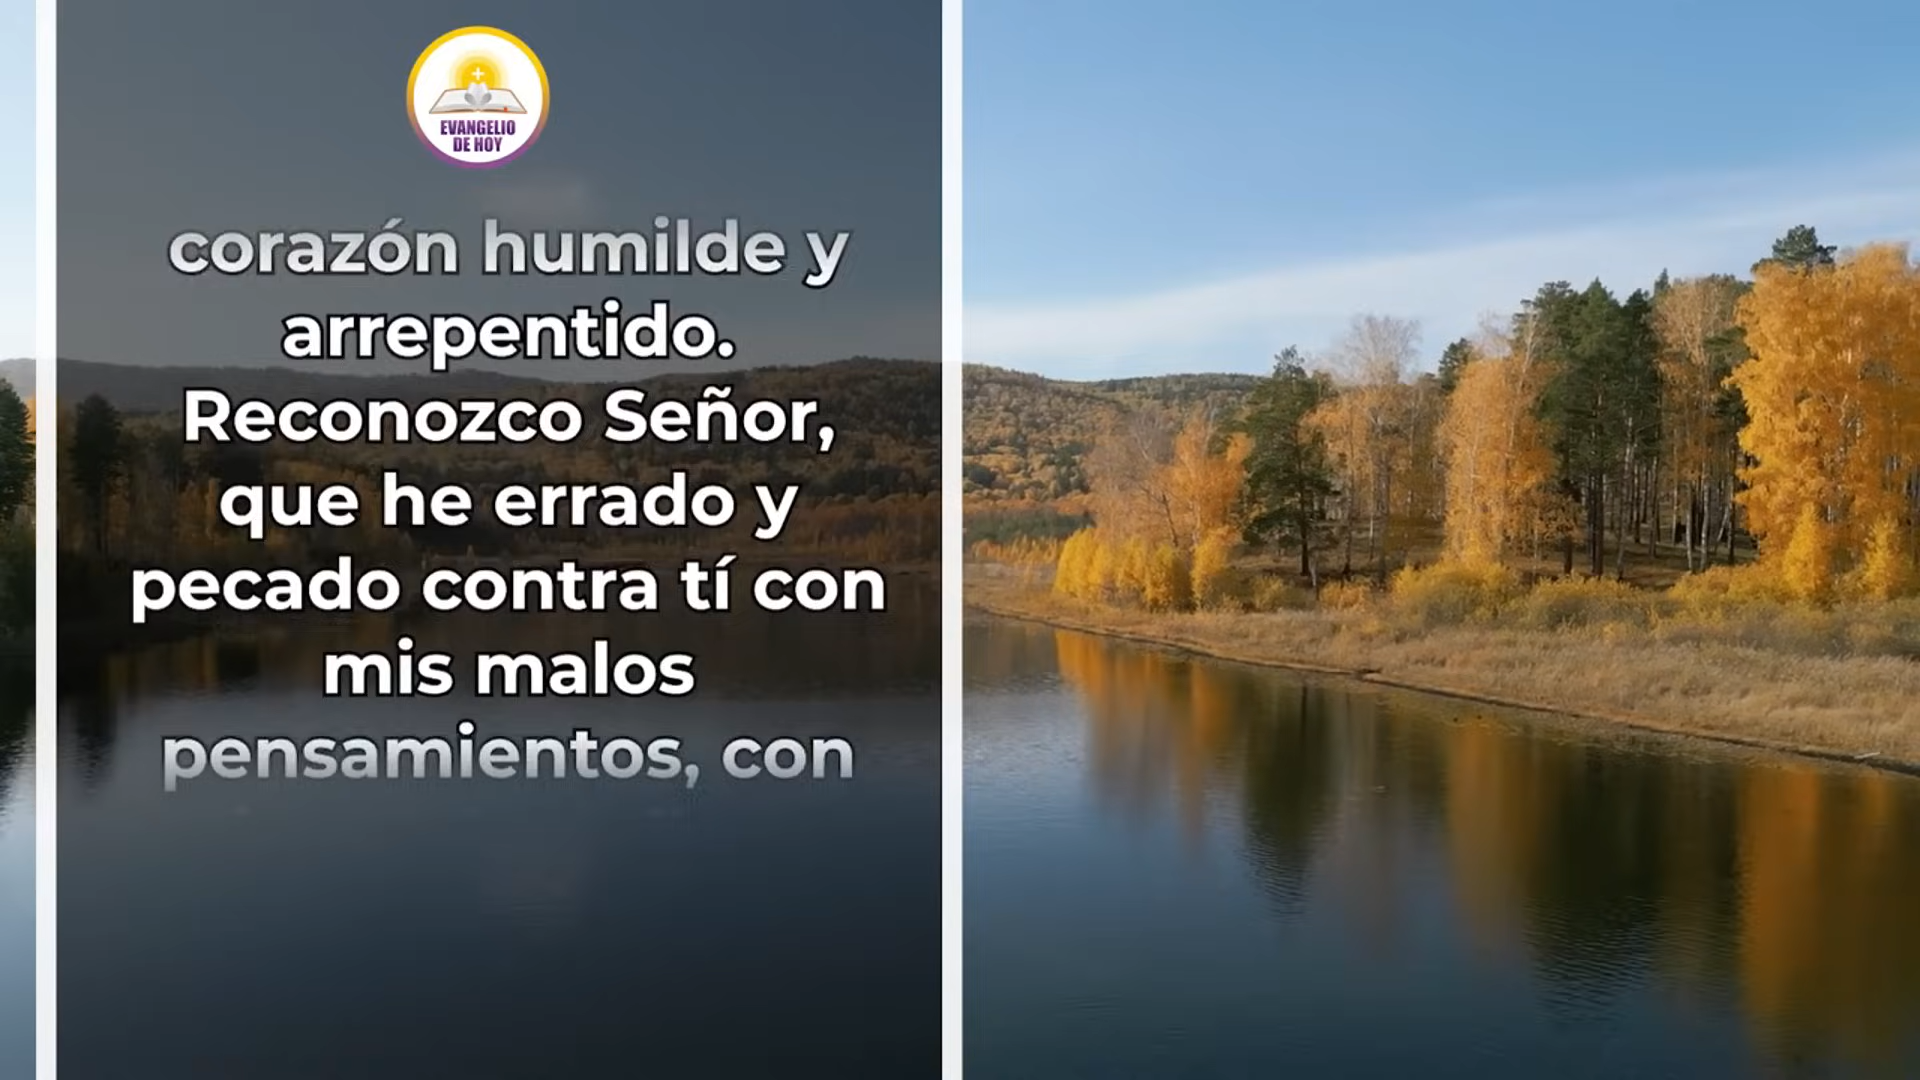 EVANGELIO
DE HOY
corazón humilde y
arrepentido.
Reconozco Señor,
que he errado y
pecado contra tí con
mis malos
pensamientos, con